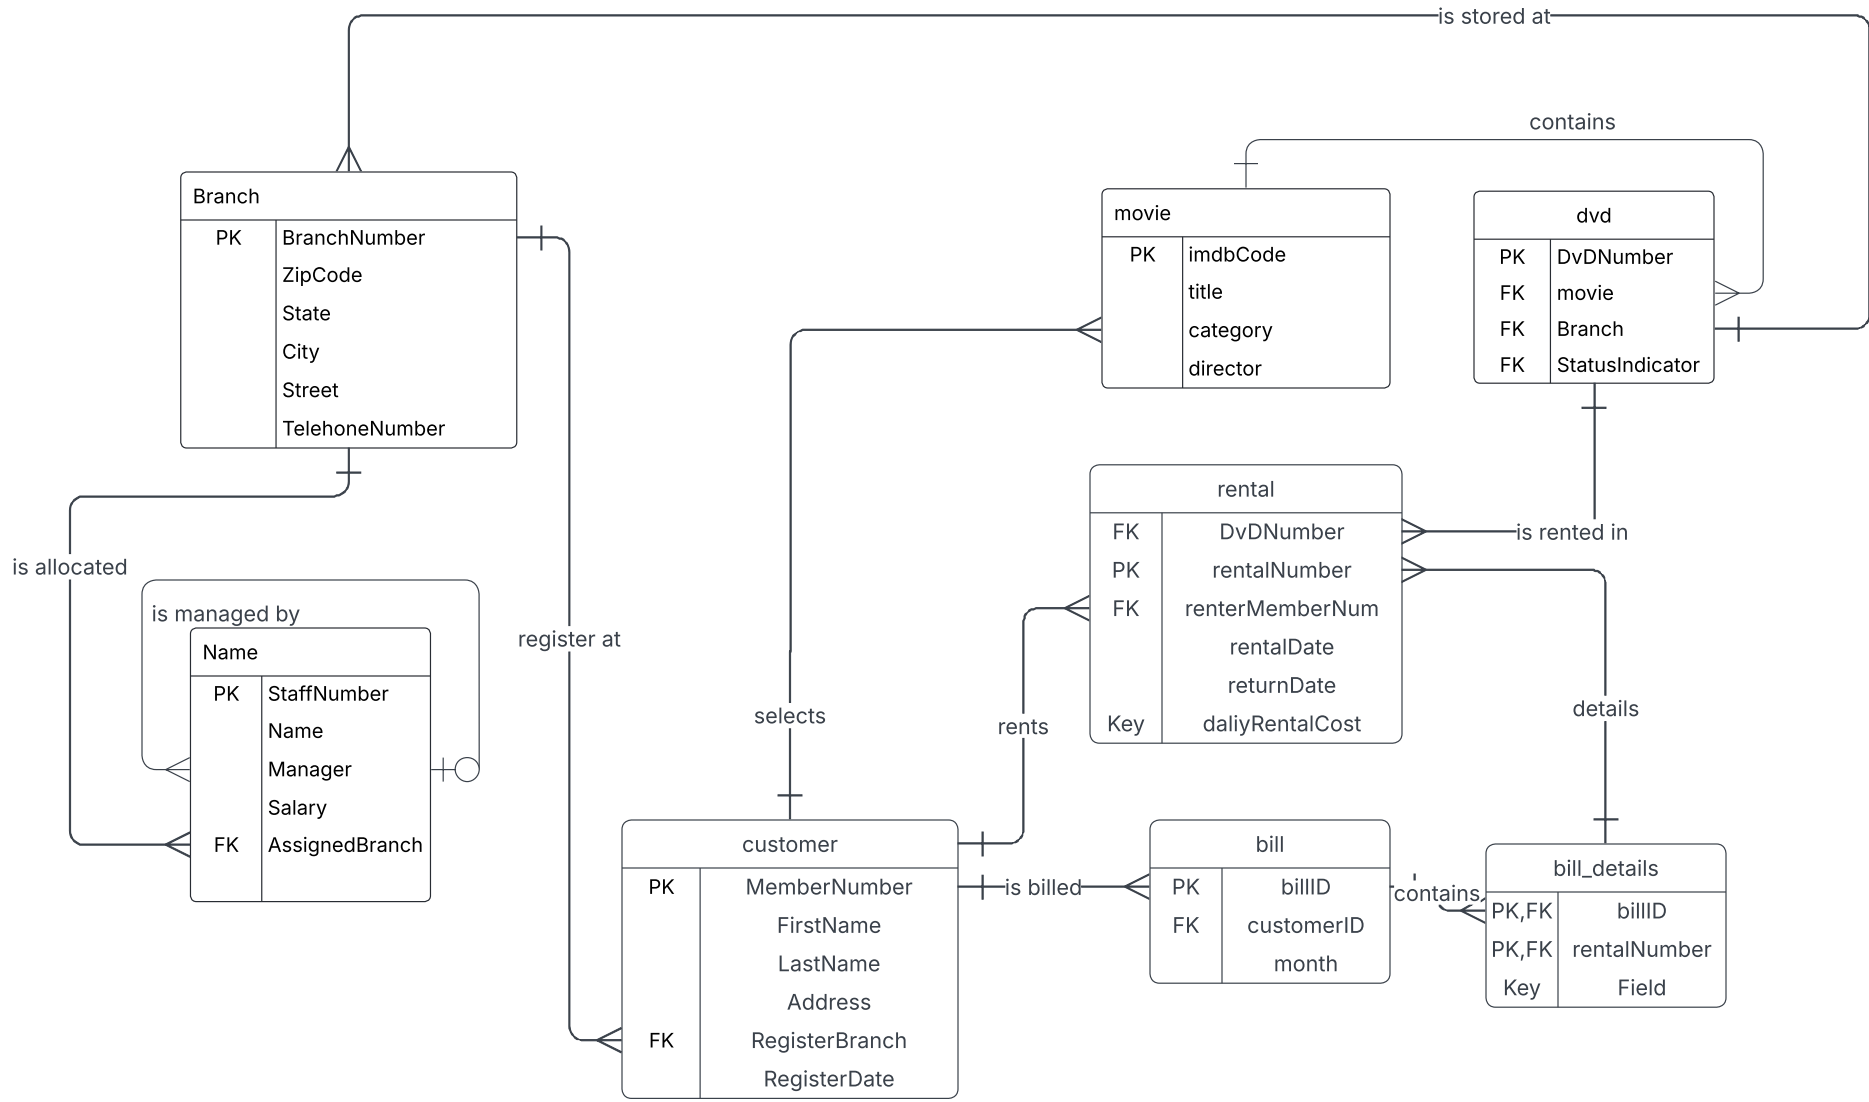 is stored at
contains
Branch
PK BranchNumber
ZipCode
State
City
Street
TelehoneNumber
movie
PK imdbCode
title
category
director
dvd
PK DvDNumber
FK movie
FK Branch
FK StatusIndicator
rental
FK DvDNumber
PK rentalNumber
FK renterMemberNum
rentalDate
returnDate
Key daliyRentalCost
is rented in
is allocated
is managed by
Name
PK StaffNumber
Name
Manager
Salary
FK AssignedBranch
register at
selects
rents
details
customer
PK MemberNumber
FirstName
LastName
Address
FK RegisterBranch
RegisterDate
is billed
bill
PK billID
FK customerID
month
contains
bill_details
PK,FK billID
PK,FK rentalNumber
Key Field